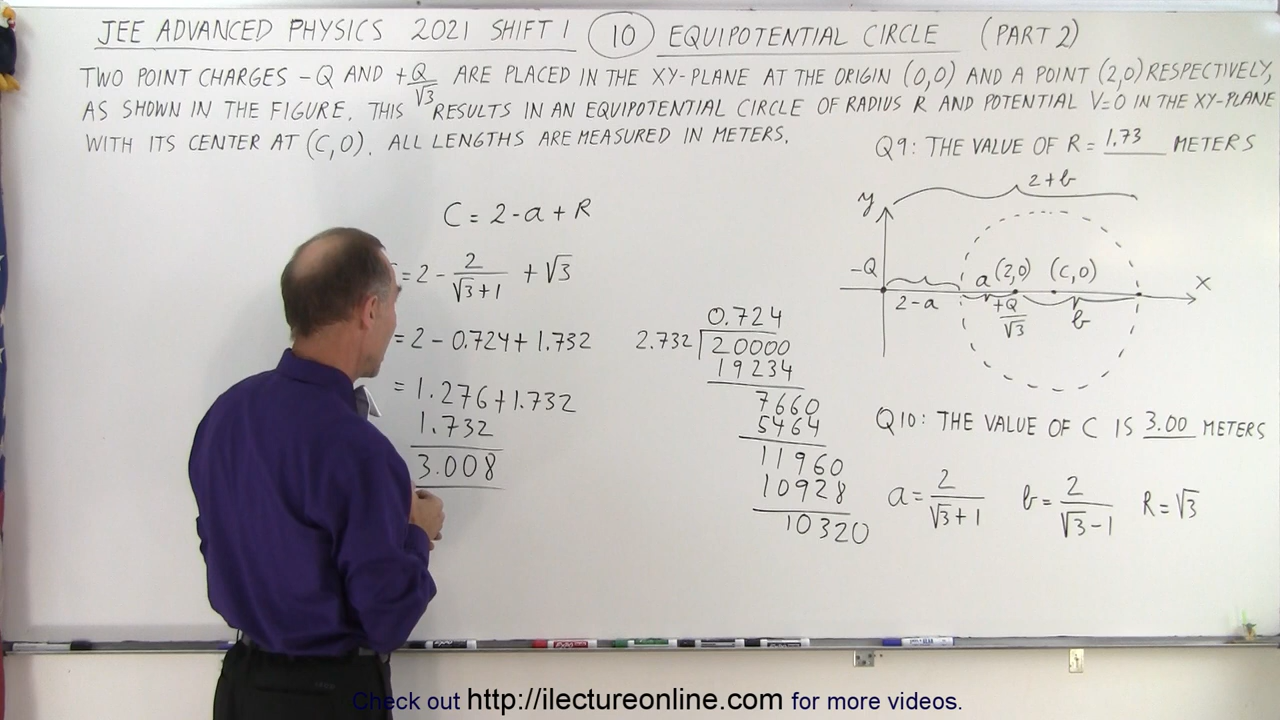 JEE ADVANCED PHYSICS 2021 SHIFT 1 10 EQUIPOTENTIAL CIRCLE (PART 2)
TWO POINT CHARGES -Q AND +Q/√3 ARE PLACED IN THE XY-PLANE AT THE ORIGIN (0,0) AND A POINT (2,0) RESPECTIVELY,
AS SHOWN IN THE FIGURE. THIS RESULTS IN AN EQUIPOTENTIAL CIRCLE OF RADIUS R AND POTENTIAL V=0 IN THE XY-PLANE
WITH ITS CENTER AT (C,0). ALL LENGTHS ARE MEASURED IN METERS.
Q9: THE VALUE OF R = 1.73 METERS
C = 2-a+R
= 2 - 2/(√3+1) + √3
= 2 - 0.724 + 1.732
= 1.276 + 1.732
1.732
3.008
0.724
2.732 20000
19234
7660
5464
11960
10928
10320
2+b
y
-Q
a (2,0) (C,0)
x
2-a
+Q/√3
b
Q10: THE VALUE OF C IS 3.00 METERS
a = 2/(√3+1) b = 2/(√3-1) R = √3
Check out http://ilectureonline.com for more videos.